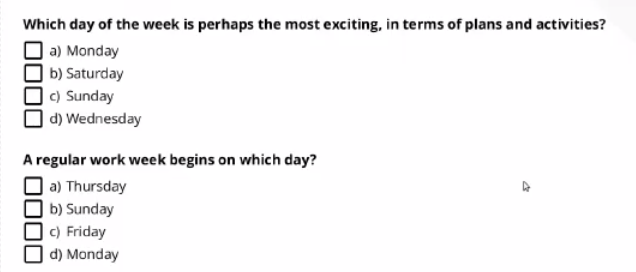 Which day of the week is perhaps the most exciting, in terms of plans and activities?
a) Monday
b) Saturday
c) Sunday
d) Wednesday
A regular work week begins on which day?
a) Thursday
b) Sunday
c) Friday
d) Monday